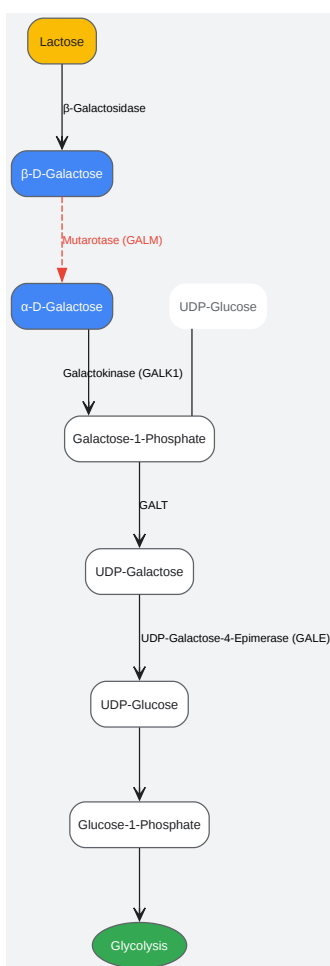 Lactose
β-Galactosidase
β-D-Galactose
Mutarotase (GALM)
α-D-Galactose
UDP-Glucose
Galactokinase (GALK1)
Galactose-1-Phosphate
GALT
UDP-Galactose
UDP-Galactose-4-Epimerase (GALE)
UDP-Glucose
Glucose-1-Phosphate
Glycolysis